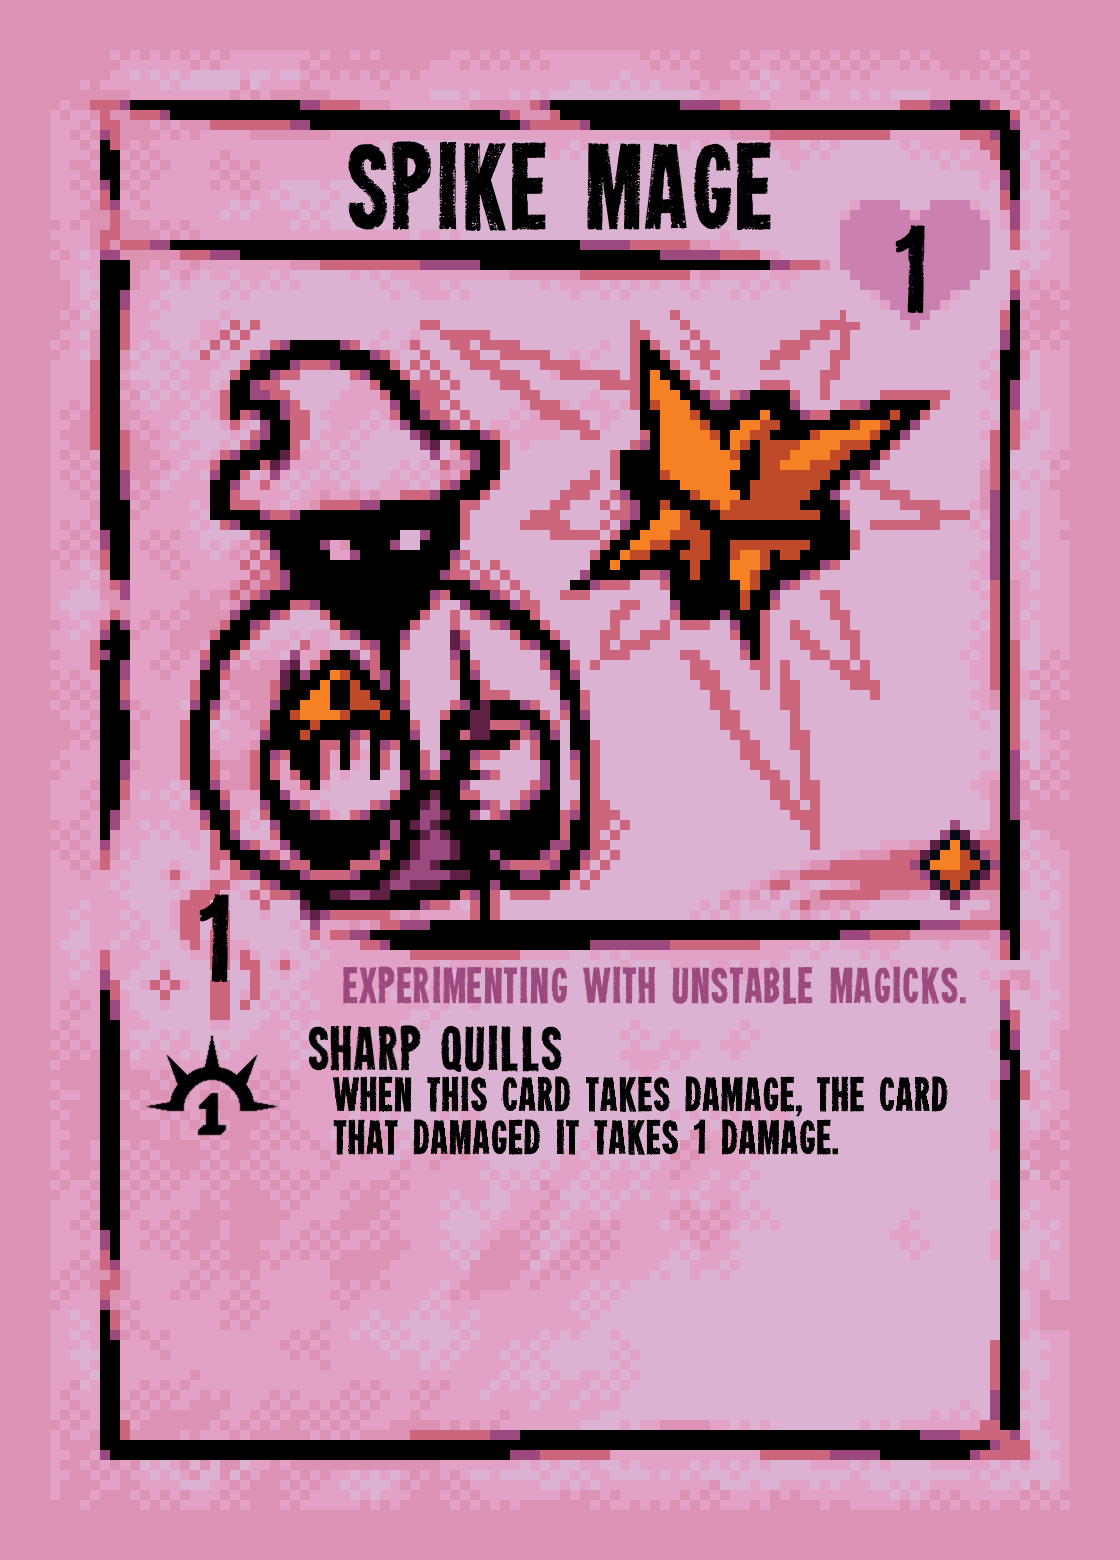 SPIKE MAGE
1
1
EXPERIMENTING WITH UNSTABLE MAGICKS.
SHARP QUILLS
1
WHEN THIS CARD TAKES DAMAGE, THE CARD
THAT DAMAGED IT TAKES 1 DAMAGE.